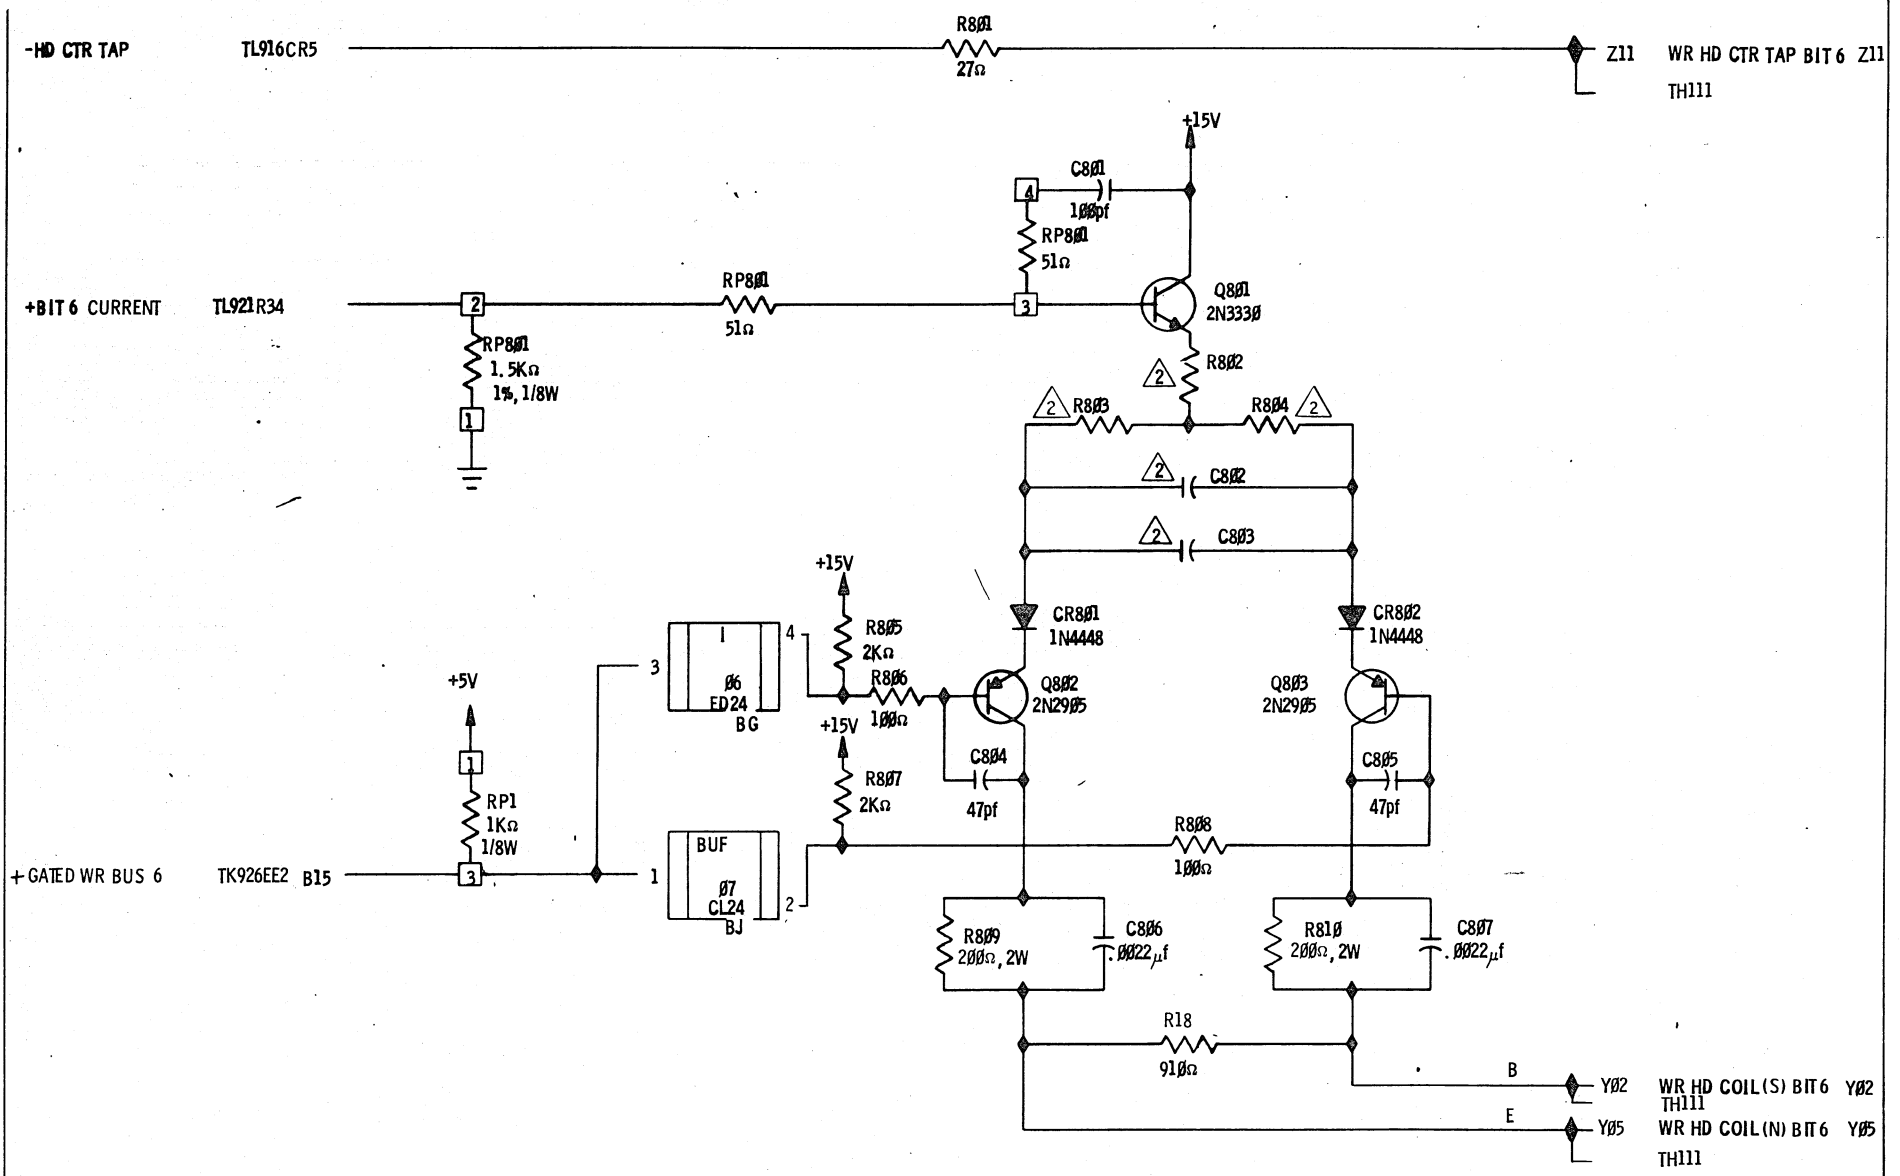 -HD CTR TAP TL916CR5
R8Ø1
27Ω
Z11 WR HD CTR TAP BIT 6 Z11
TH111
+15V
C8Ø1
1ØØpf
4
RP8Ø1
51Ω
+BIT 6 CURRENT TL921R34
2
RP8Ø1
51Ω
3
Q8Ø1
2N333Ø
RP8Ø1
1.5KΩ
1%, 1/8W
1
2
R8Ø2
2
R8Ø3
R8Ø4
2
2
C8Ø2
2
C8Ø3
+15V
R8Ø5
2KΩ
CR8Ø1
1N4448
CR8Ø2
1N4448
3
I
Ø6
ED24
BG
4
R8Ø6
1ØØΩ
Q8Ø2
2N29Ø5
Q8Ø3
2N29Ø5
+5V
+15V
R8Ø7
2KΩ
C8Ø4
47pf
C8Ø5
47pf
1
RP1
1KΩ
1/8W
R8Ø8
1ØØΩ
+GATED WR BUS 6 TK926EE2 B15
3
1
BUF
Ø7
CL24
BJ
2
R8Ø9
2ØØΩ, 2W
C8Ø6
.ØØ22μf
R81Ø
2ØØΩ, 2W
C8Ø7
.ØØ22μf
R18
91ØΩ
B
YØ2 WR HD COIL(S) BIT 6 YØ2
TH111
E
YØ5 WR HD COIL(N) BIT 6 YØ5
TH111